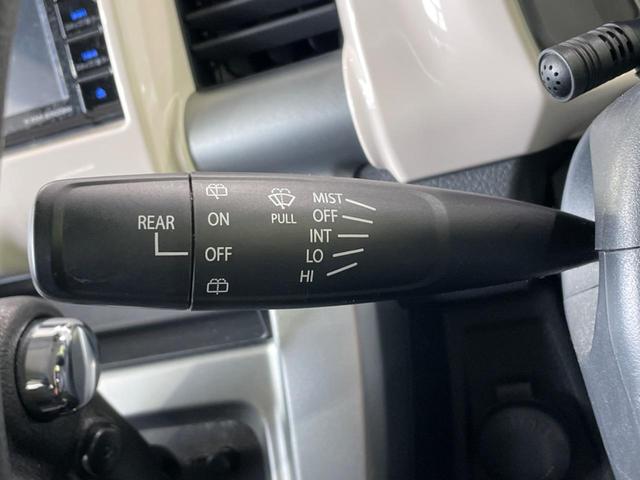 REAR
ON
OFF
PULL
MIST
OFF
INT
LO
HI